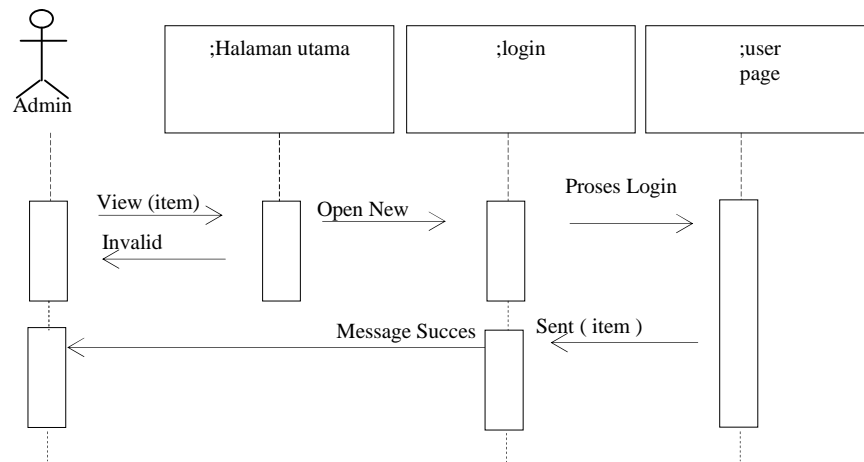 ;Halaman utama
;login
;user
page
Admin
View (item)
Open New
Proses Login
Invalid
Message Succes
Sent ( item )